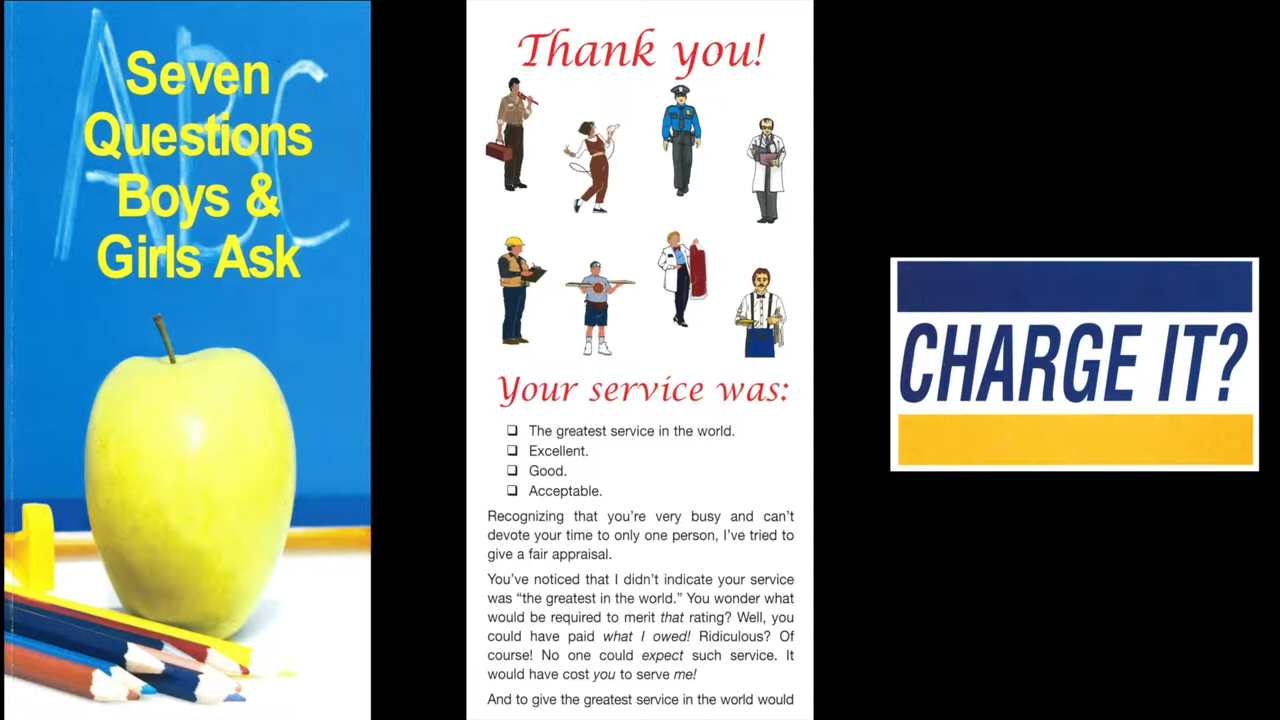 ABC
Seven
Questions
Boys &
Girls Ask
Thank you!
Your service was:
❑ The greatest service in the world.
❑ Excellent.
❑ Good.
❑ Acceptable.
Recognizing that you're very busy and can't
devote your time to only one person, I've tried to
give a fair appraisal.
You've noticed that I didn't indicate your service
was “the greatest in the world.” You wonder what
would be required to merit that rating? Well, you
could have paid what I owed! Ridiculous? Of
course! No one could expect such service. It
would have cost you to serve me!
And to give the greatest service in the world would
CHARGE IT?